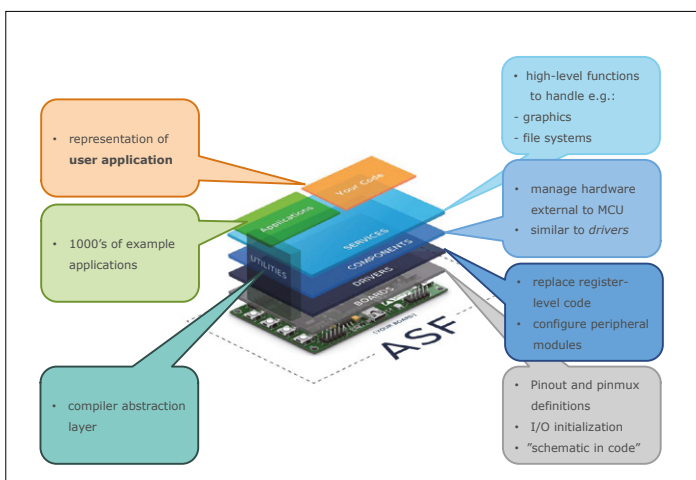 • high-level functions
to handle e.g.:
- graphics
- file systems
• representation of
user application
Your Code
Applications
• manage hardware
external to MCU
• similar to drivers
• 1000’s of example
applications
SERVICES
UTILITIES
COMPONENTS
DRIVERS
BOARDS
• replace register-
level code
• configure peripheral
modules
(YOUR BOARD)
ASF
• compiler abstraction
layer
• Pinout and pinmux
definitions
• I/O initialization
• ”schematic in code”